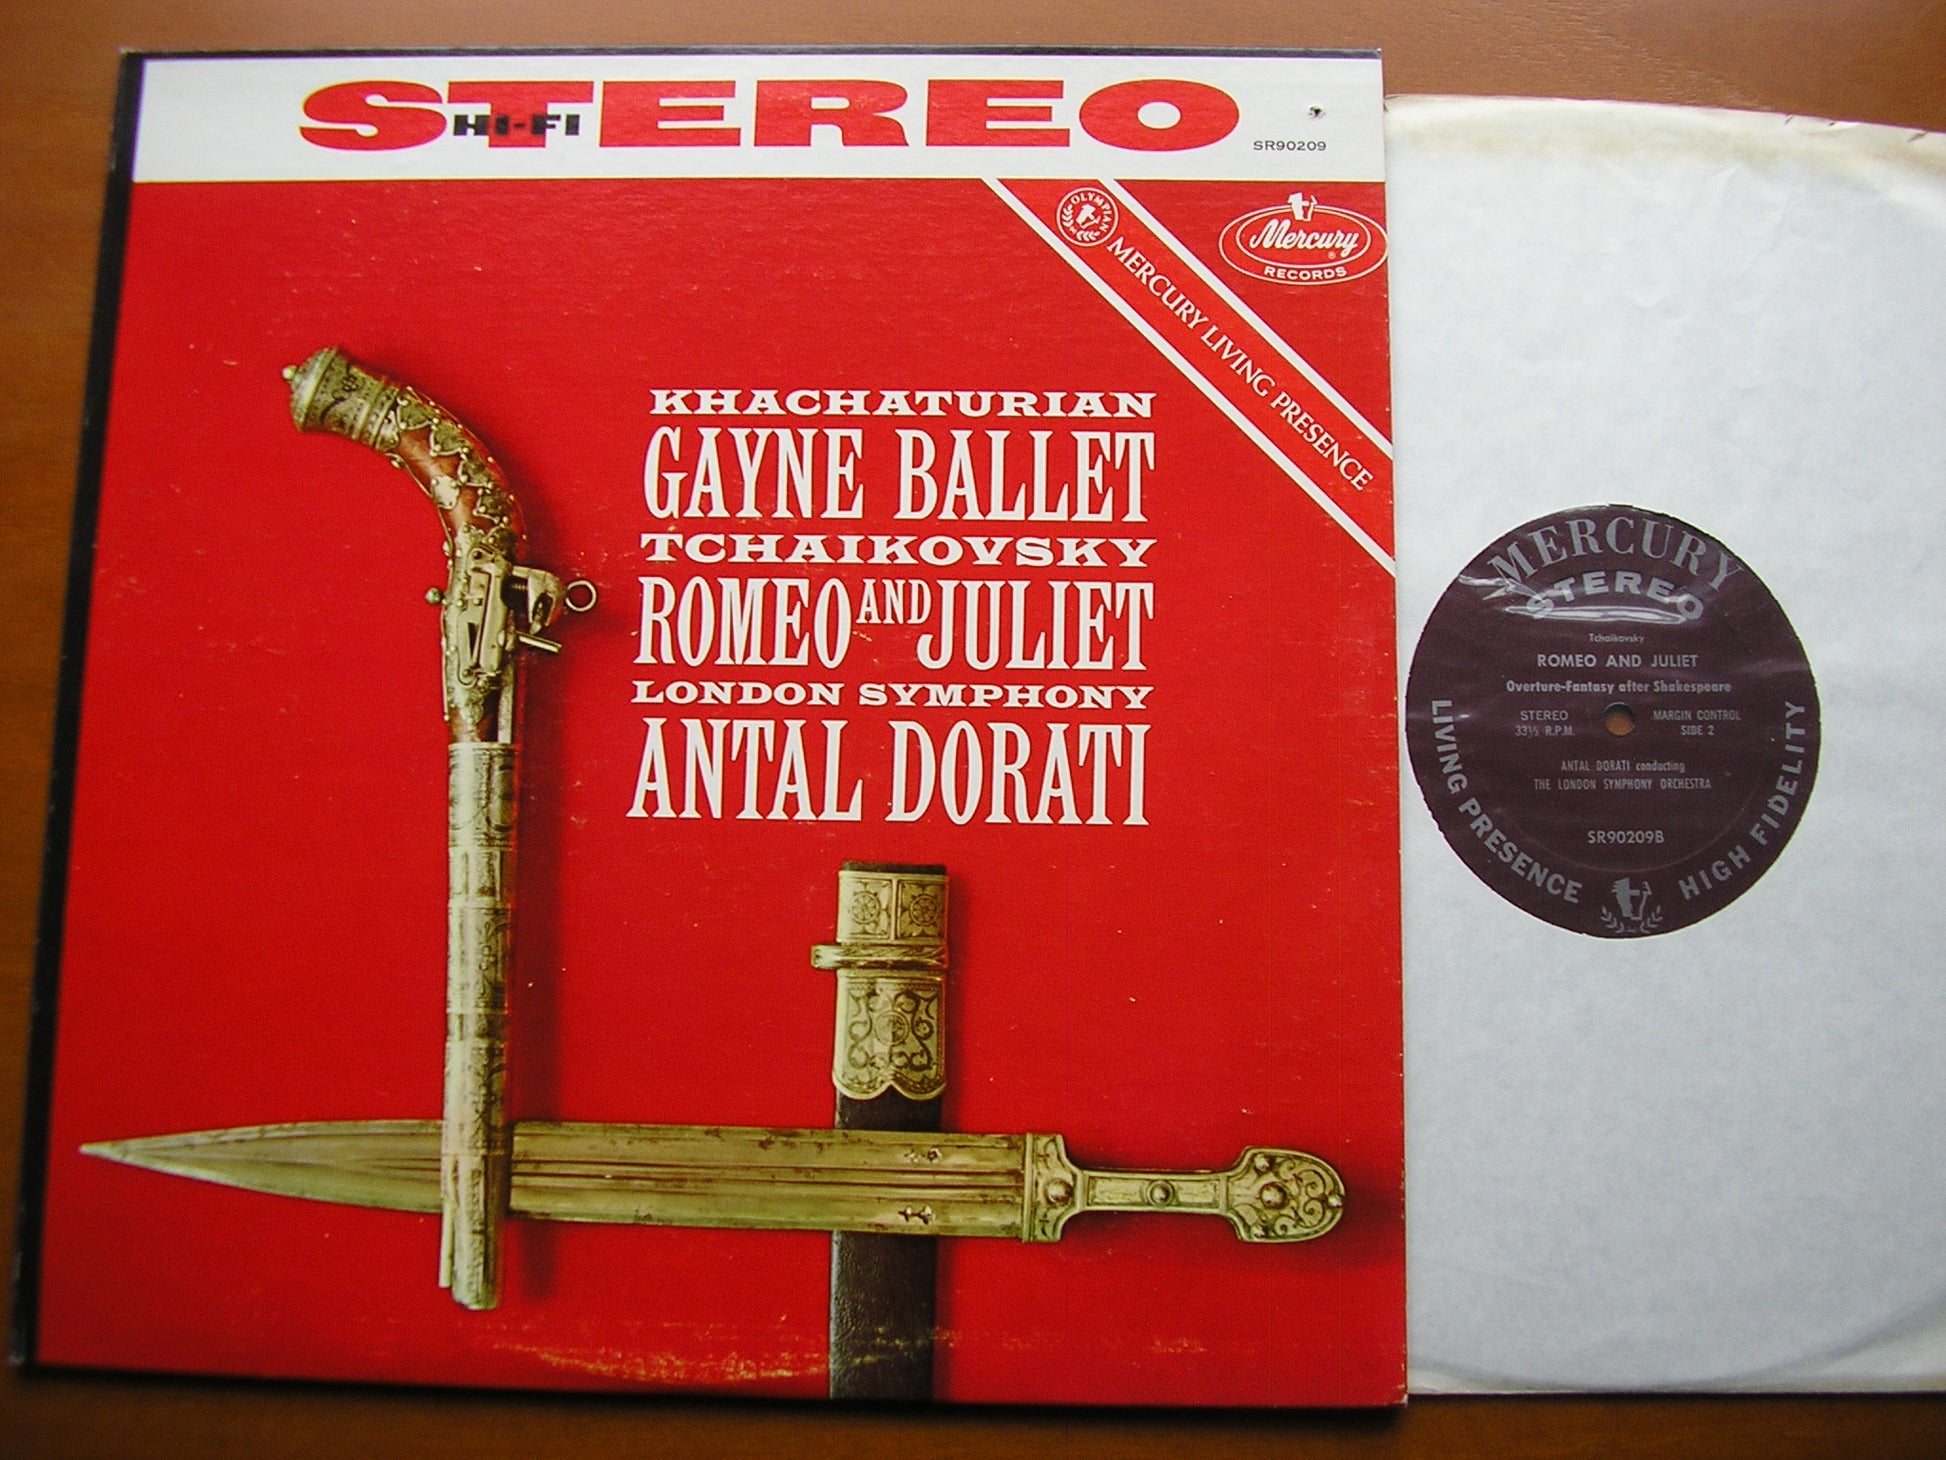 STEREO
HI-FI
SR90209
OLYMPIAN
MERCURY LIVING PRESENCE
Mercury®
RECORDS
KHACHATURIAN
GAYNE BALLET
TCHAIKOVSKY
ROMEO AND JULIET
LONDON SYMPHONY
ANTAL DORATI
MERCURY
STEREO
Tchaikovsky
ROMEO AND JULIET
Overture-Fantasy after Shakespeare
STEREO
33⅓ R.P.M.
MARGIN CONTROL
SIDE 2
ANTAL DORATI conducting
THE LONDON SYMPHONY ORCHESTRA
SR90209B
LIVING PRESENCE
HIGH FIDELITY